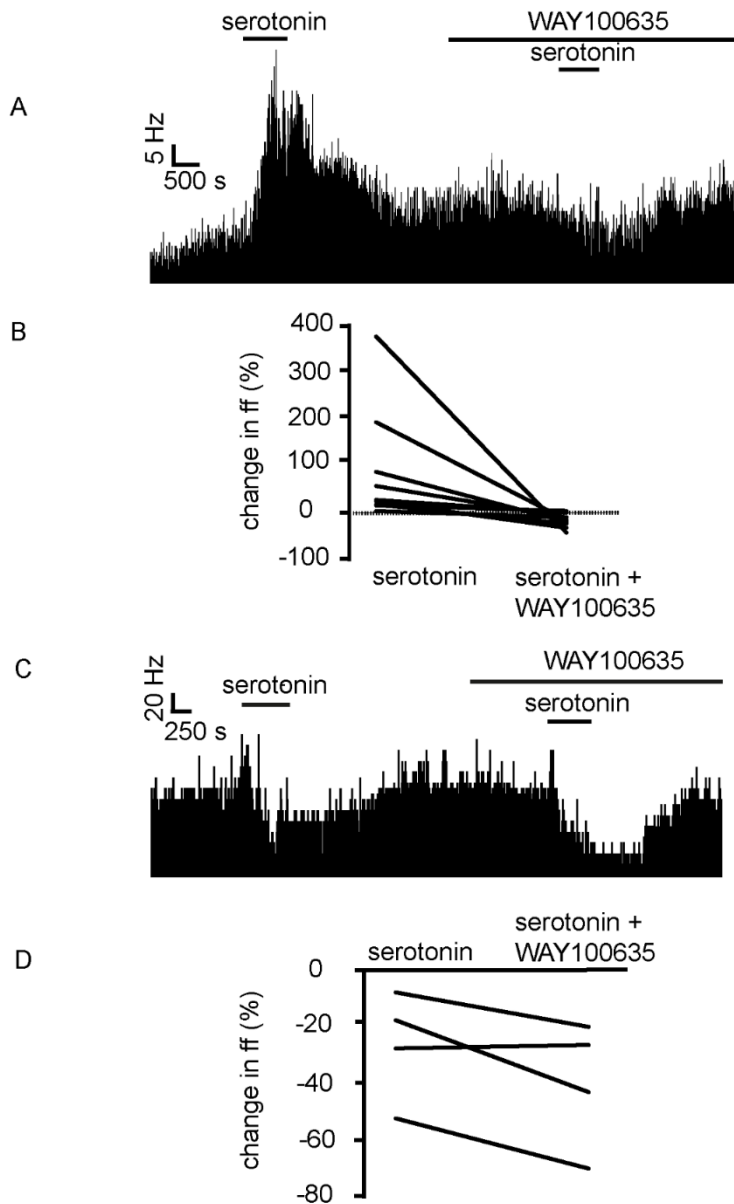 serotonin
WAY100635
serotonin
A
5 Hz
500 s
B
change in ff (%)
400
300
200
100
0
-100
serotonin
serotonin +
WAY100635
C
WAY100635
serotonin
serotonin
20 Hz
250 s
D
serotonin
serotonin +
WAY100635
change in ff (%)
0
-20
-40
-60
-80